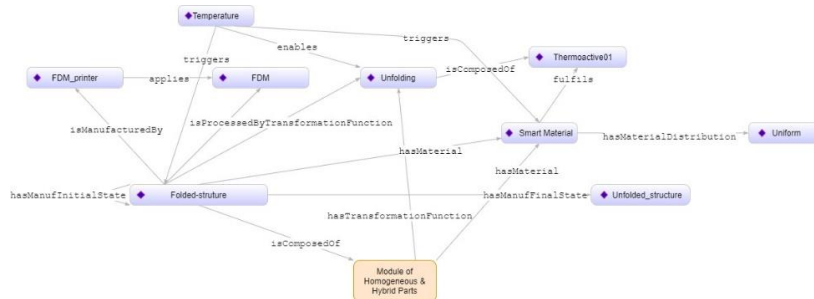 Temperature
triggers
enables
triggers
Thermoactive01
FDM_printer
applies
FDM
Unfolding
isComposedOf
fulfils
isManufacturedBy
isProcessedByTransformationFunction
Smart Material
hasMaterialDistribution
Uniform
hasMaterial
hasMaterial
hasManufInitialState
Folded-struture
hasManufFinalState
Unfolded_structure
hasTransformationFunction
isComposedOf
Module of
Homogeneous &
Hybrid Parts